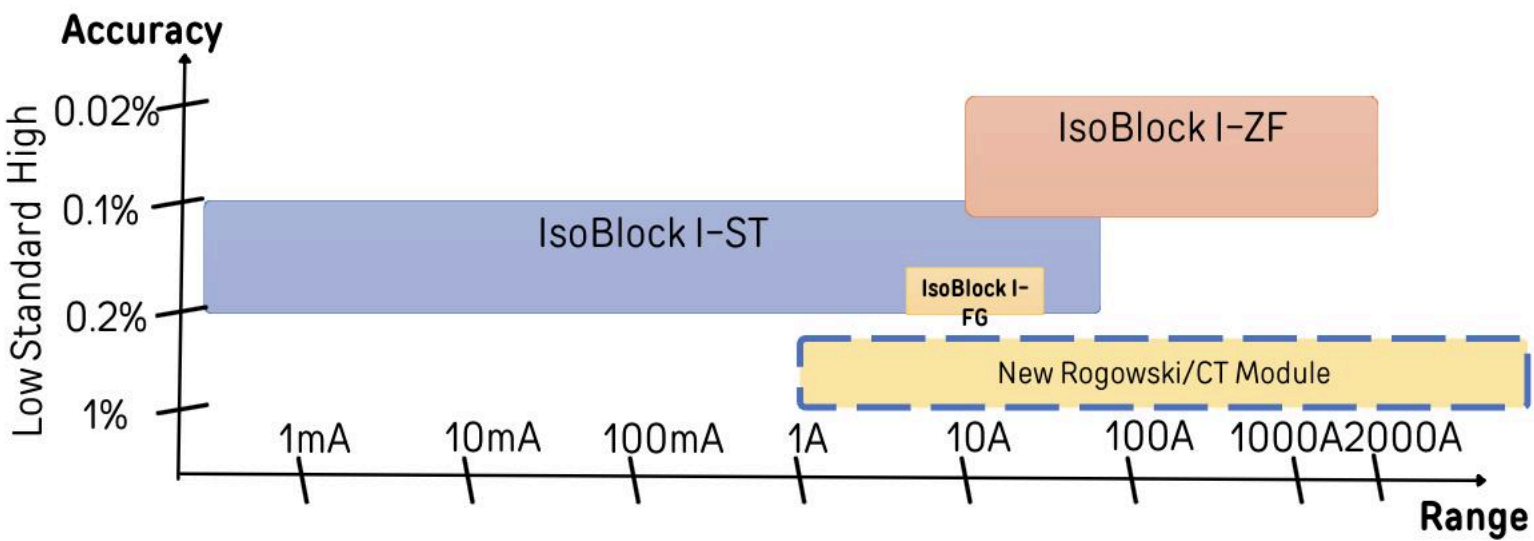 Accuracy
Low Standard High
0.02%
0.1%
0.2%
1%
IsoBlock I-ZF
IsoBlock I-ST
IsoBlock I-
FG
New Rogowski/CT Module
1mA 10mA 100mA 1A 10A 100A 1000A 2000A
Range